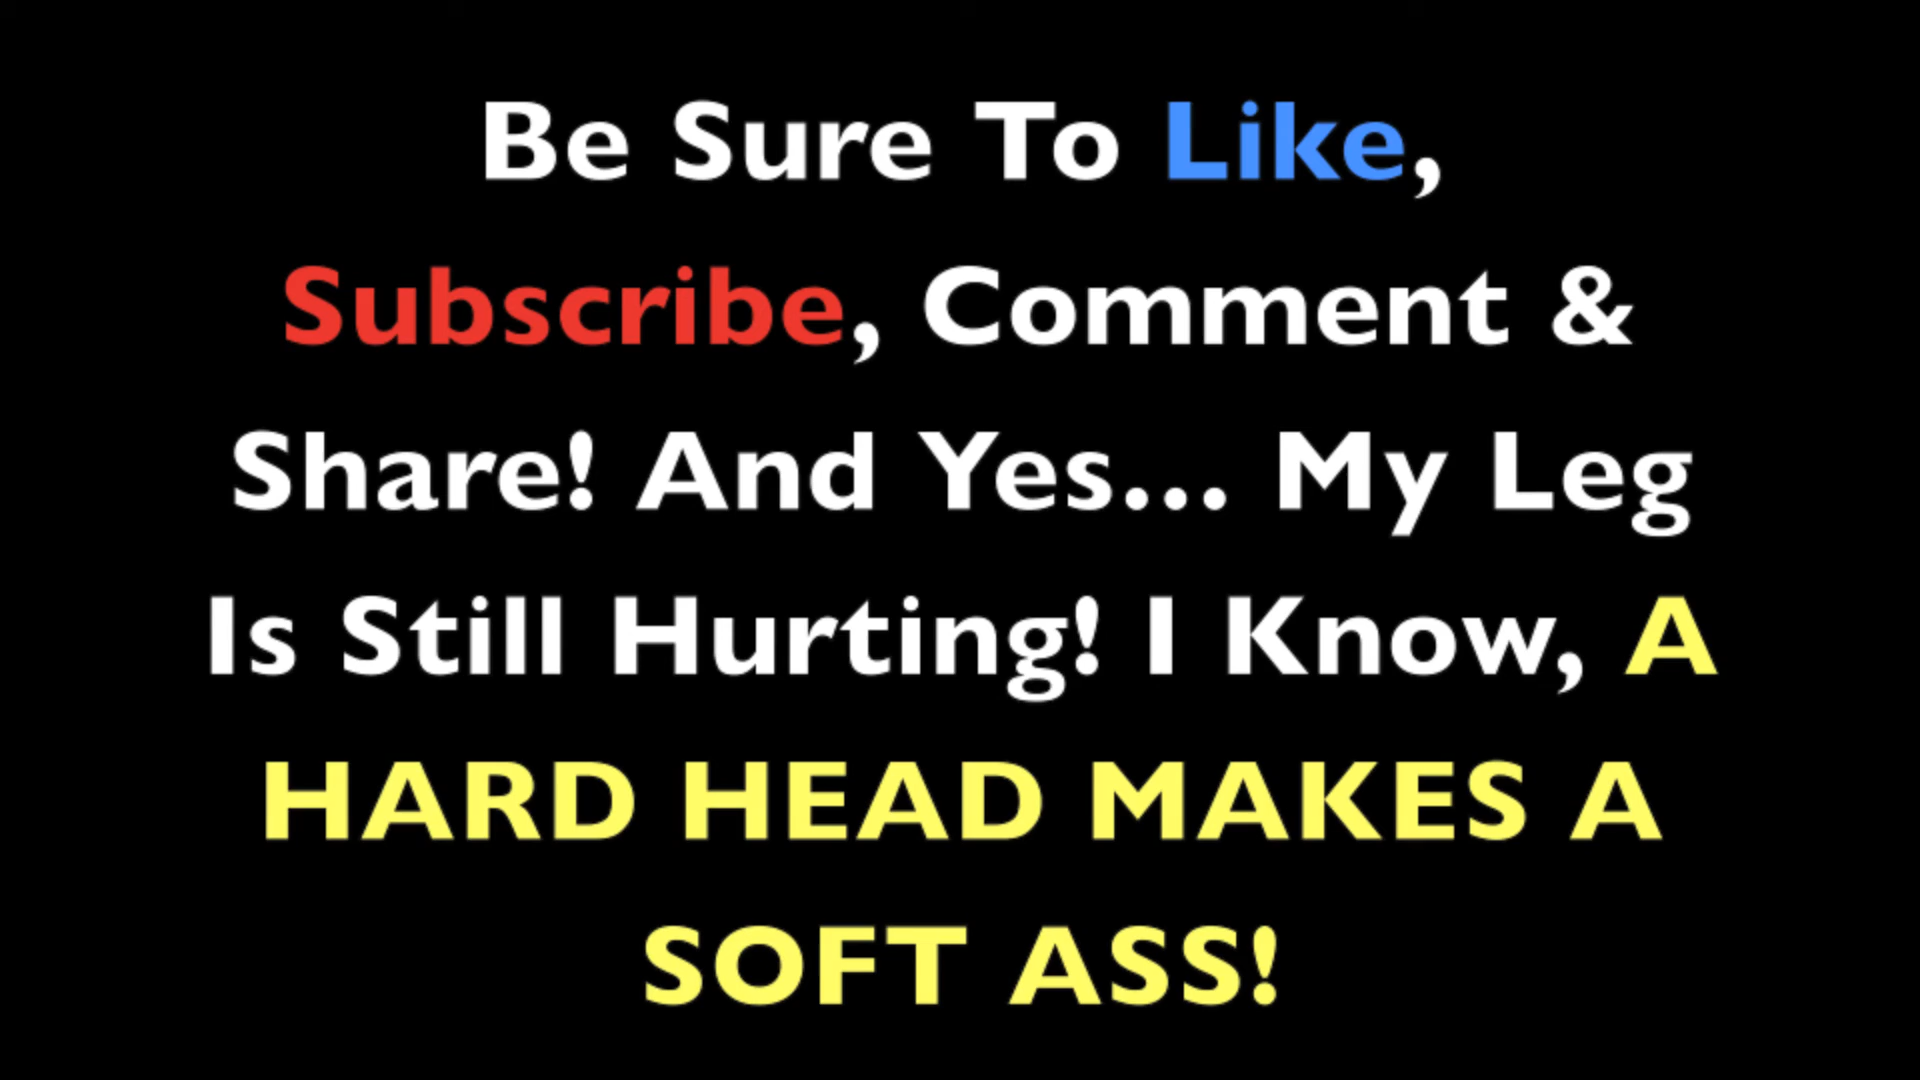 Be Sure To Like,
Subscribe, Comment &
Share! And Yes... My Leg
Is Still Hurting! I Know, A
HARD HEAD MAKES A
SOFT ASS!